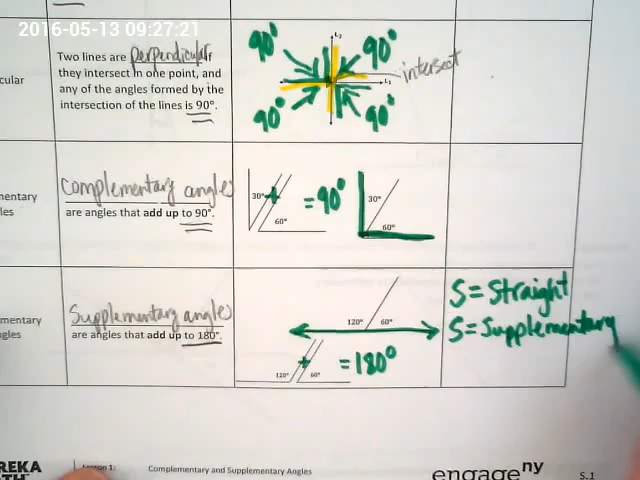 2016-05-13 09:27:21
cular
Two lines are perpendicular if
they intersect in one point, and
any of the angles formed by the
intersection of the lines is 90°.
90°
90°
90°
90°
L₂
L₁
intersect
mentary
les
Complementary angles
are angles that add up to 90°.
30°
+
60°
= 90°
30°
60°
mentary
gles
Supplementary angles
are angles that add up to 180°.
120°
60°
120°
+
60°
= 180°
S = Straight
S = Supplementary
REKA
TH
Lesson 1:
Complementary and Supplementary Angles
engage ny
S.1